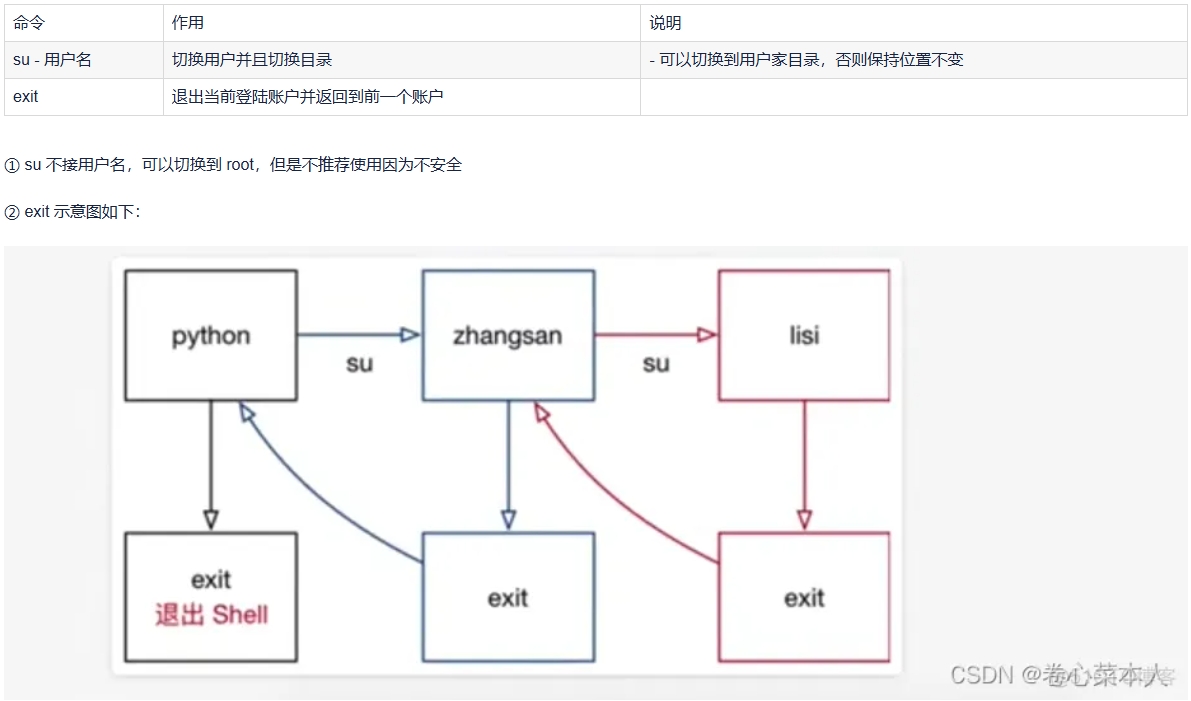 命令 作用 说明
su - 用户名 切换用户并且切换目录 - 可以切换到用户家目录，否则保持位置不变
exit 退出当前登陆账户并返回到前一个账户
① su 不接用户名，可以切换到 root，但是不推荐使用因为不安全
② exit 示意图如下：
python zhangsan lisi
su su
exit
退出 Shell
exit exit
CSDN @卷心菜本人